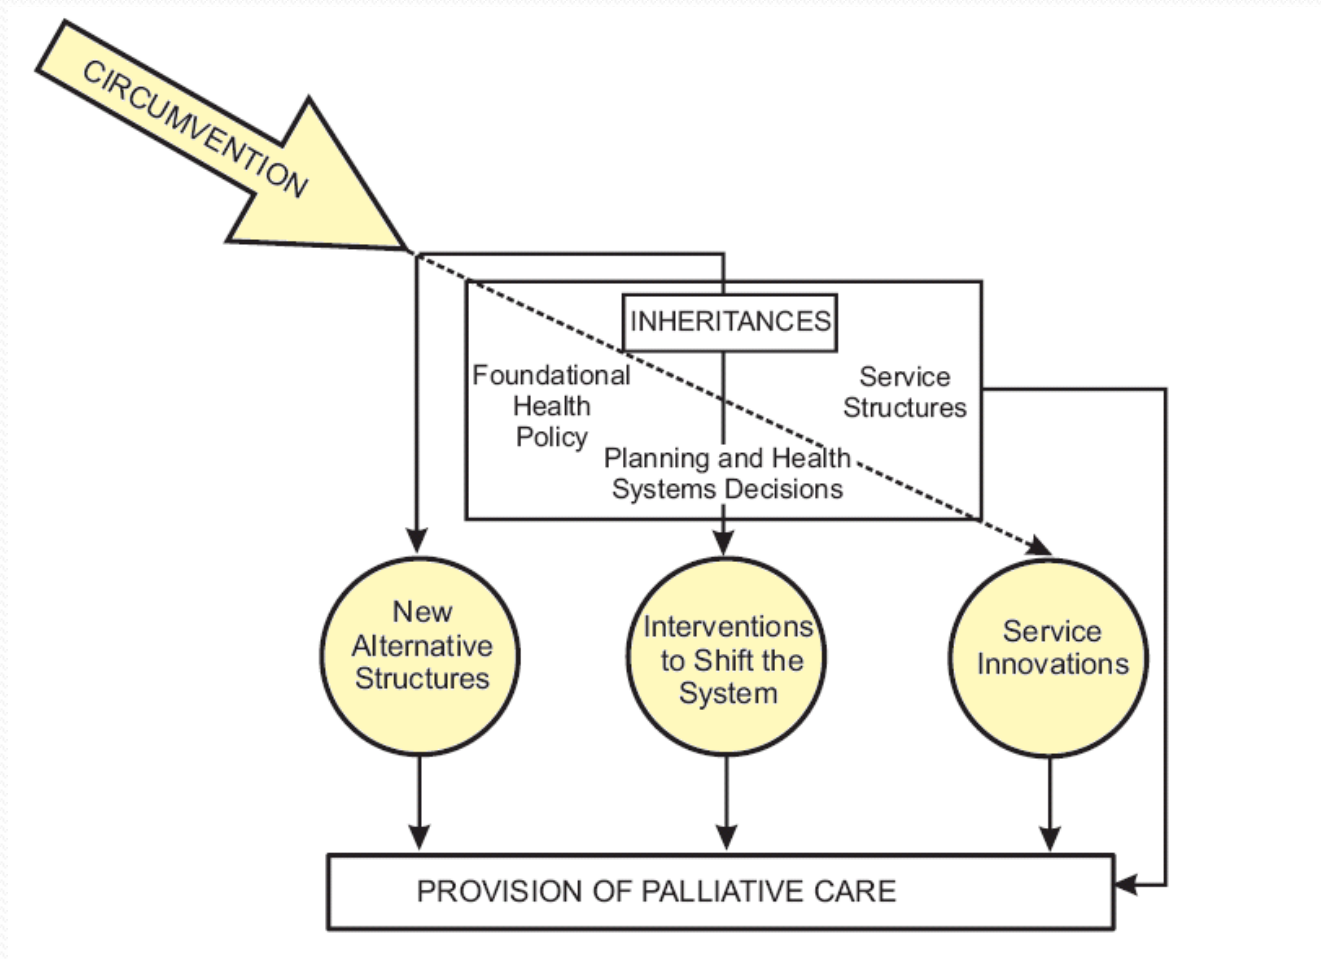 CIRCUMVENTION
INHERITANCES
Foundational
Health
Policy
Service
Structures
Planning and Health
Systems Decisions
New
Alternative
Structures
Interventions
to Shift the
System
Service
Innovations
PROVISION OF PALLIATIVE CARE